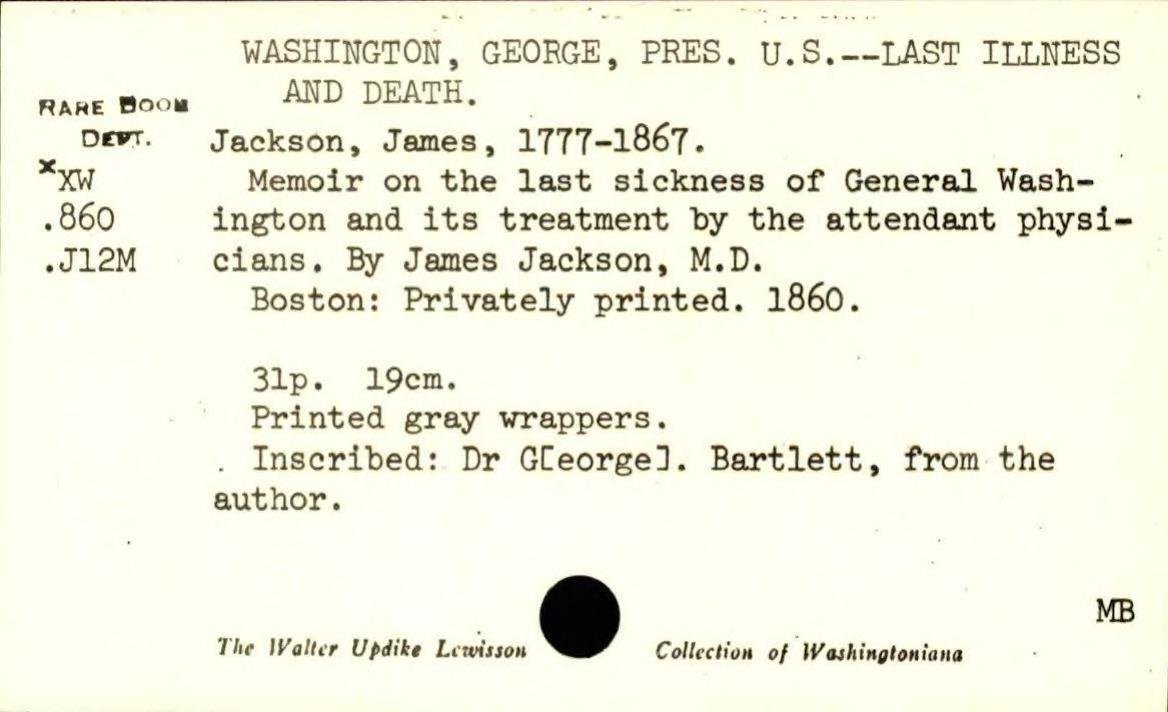 WASHINGTON, GEORGE, PRES. U.S.--LAST ILLNESS
AND DEATH.
RARE BOOK
DEPT.
Jackson, James, 1777-1867.
xXW
Memoir on the last sickness of General Wash-
.860
ington and its treatment by the attendant physi-
.J12M
cians. By James Jackson, M.D.
Boston: Privately printed. 1860.
31p. 19cm.
Printed gray wrappers.
Inscribed: Dr G[eorge]. Bartlett, from the
author.
MB
The Walter Updike Lewisson Collection of Washingtoniana